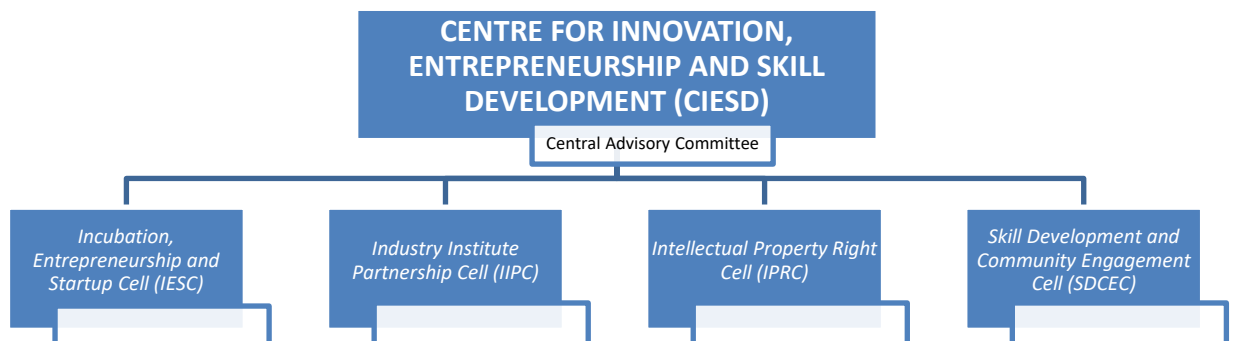 CENTRE FOR INNOVATION,
ENTREPRENEURSHIP AND SKILL
DEVELOPMENT (CIESD)
Central Advisory Committee
Incubation,
Entrepreneurship and
Startup Cell (IESC)
Industry Institute
Partnership Cell (IIPC)
Intellectual Property Right
Cell (IPRC)
Skill Development and
Community Engagement
Cell (SDCEC)